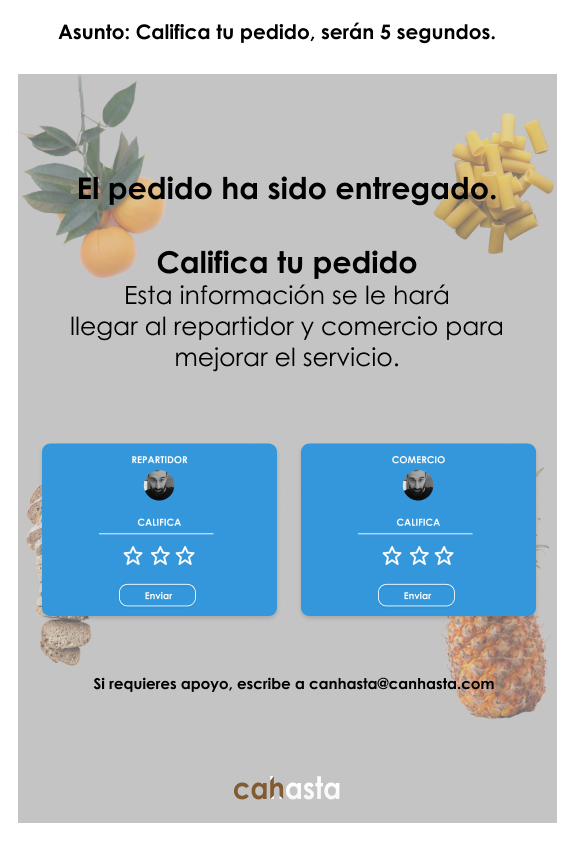 Asunto: Califica tu pedido, serán 5 segundos.
El pedido ha sido entregado.
Califica tu pedido
Esta información se le hará
llegar al repartidor y comercio para
mejorar el servicio.
REPARTIDOR
CALIFICA
Enviar
COMERCIO
CALIFICA
Enviar
Si requieres apoyo, escribe a canhasta@canhasta.com
cahasta